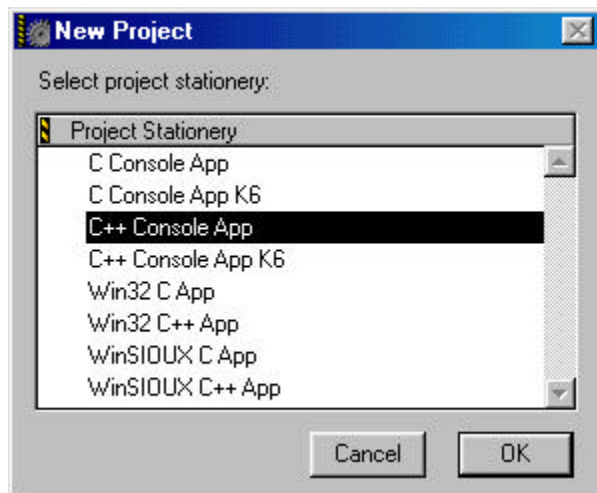 New Project
Select project stationery:
Project Stationery
C Console App
C Console App K6
C++ Console App
C++ Console App K6
Win32 C App
Win32 C++ App
WinSIOUX C App
WinSIOUX C++ App
Cancel OK